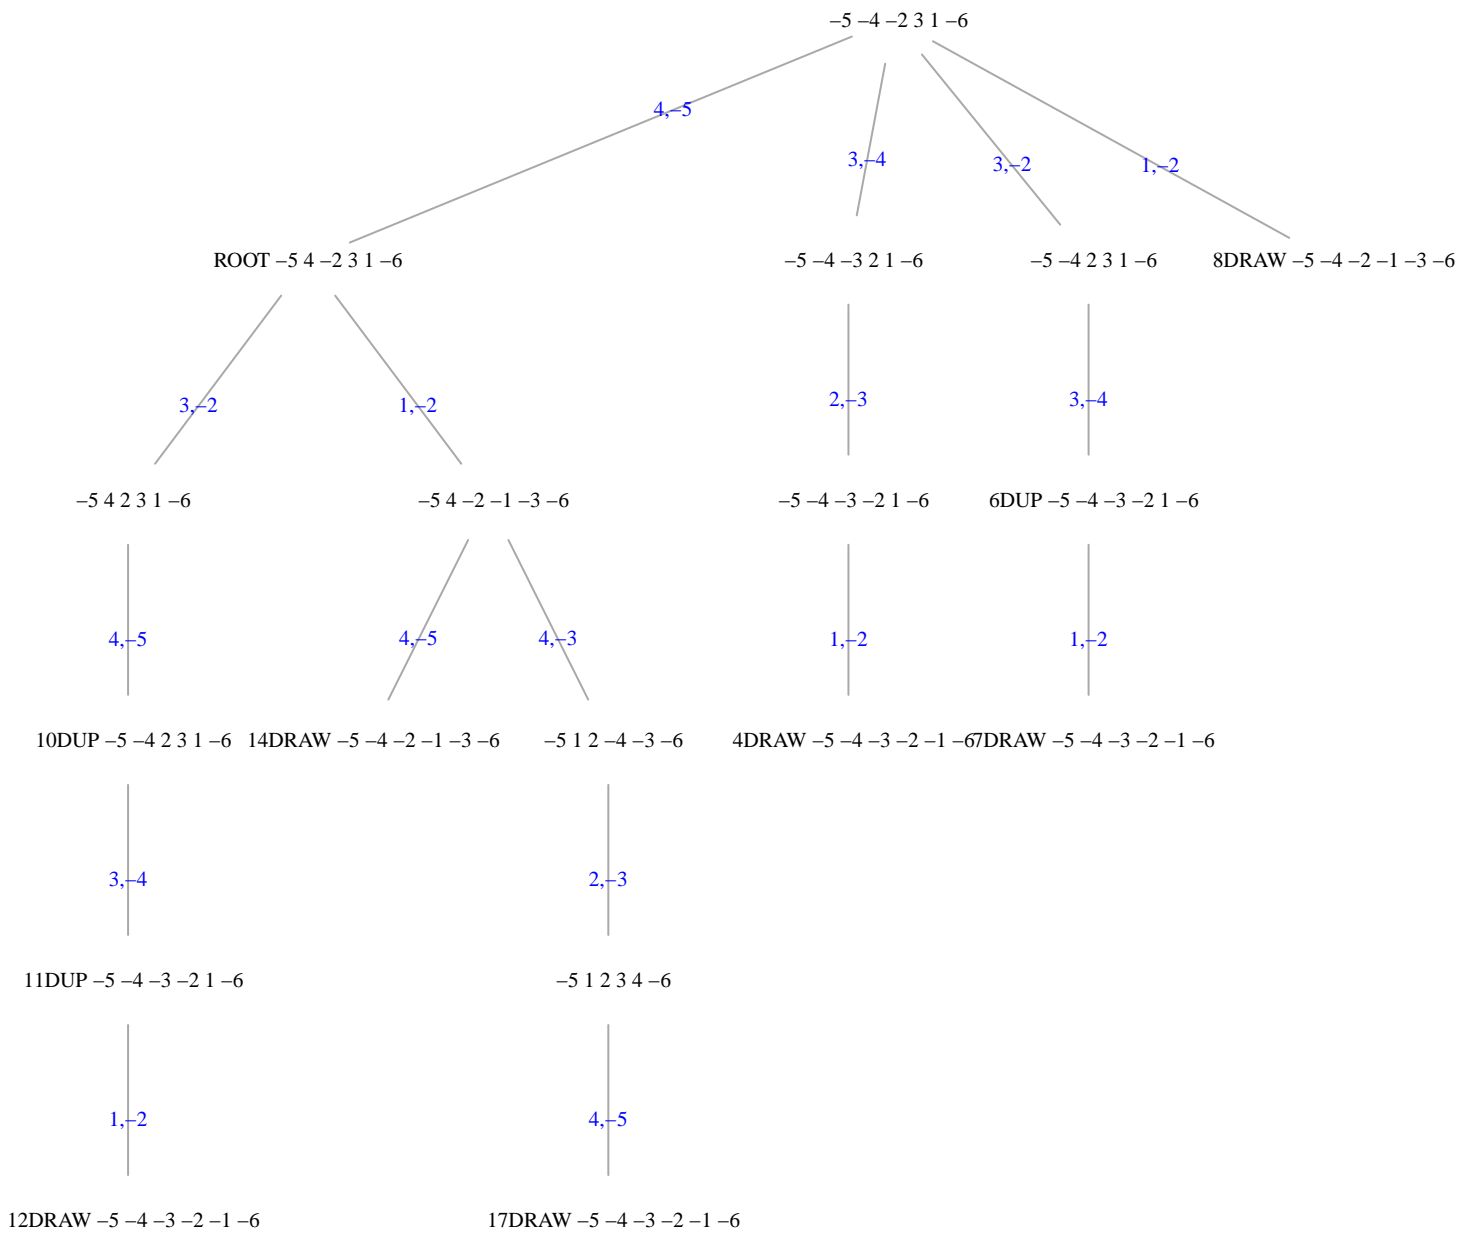 –5 –4 –2 3 1 –6
4,–5
3,–4
3,–2
1,–2
ROOT –5 4 –2 3 1 –6
–5 –4 –3 2 1 –6
–5 –4 2 3 1 –6
8DRAW –5 –4 –2 –1 –3 –6
3,–2
1,–2
2,–3
3,–4
–5 4 2 3 1 –6
–5 4 –2 –1 –3 –6
–5 –4 –3 –2 1 –6
6DUP –5 –4 –3 –2 1 –6
4,–5
4,–5
4,–3
1,–2
1,–2
10DUP –5 –4 2 3 1 –6
14DRAW –5 –4 –2 –1 –3 –6
–5 1 2 –4 –3 –6
4DRAW –5 –4 –3 –2 –1 –6
7DRAW –5 –4 –3 –2 –1 –6
3,–4
2,–3
11DUP –5 –4 –3 –2 1 –6
–5 1 2 3 4 –6
1,–2
4,–5
12DRAW –5 –4 –3 –2 –1 –6
17DRAW –5 –4 –3 –2 –1 –6